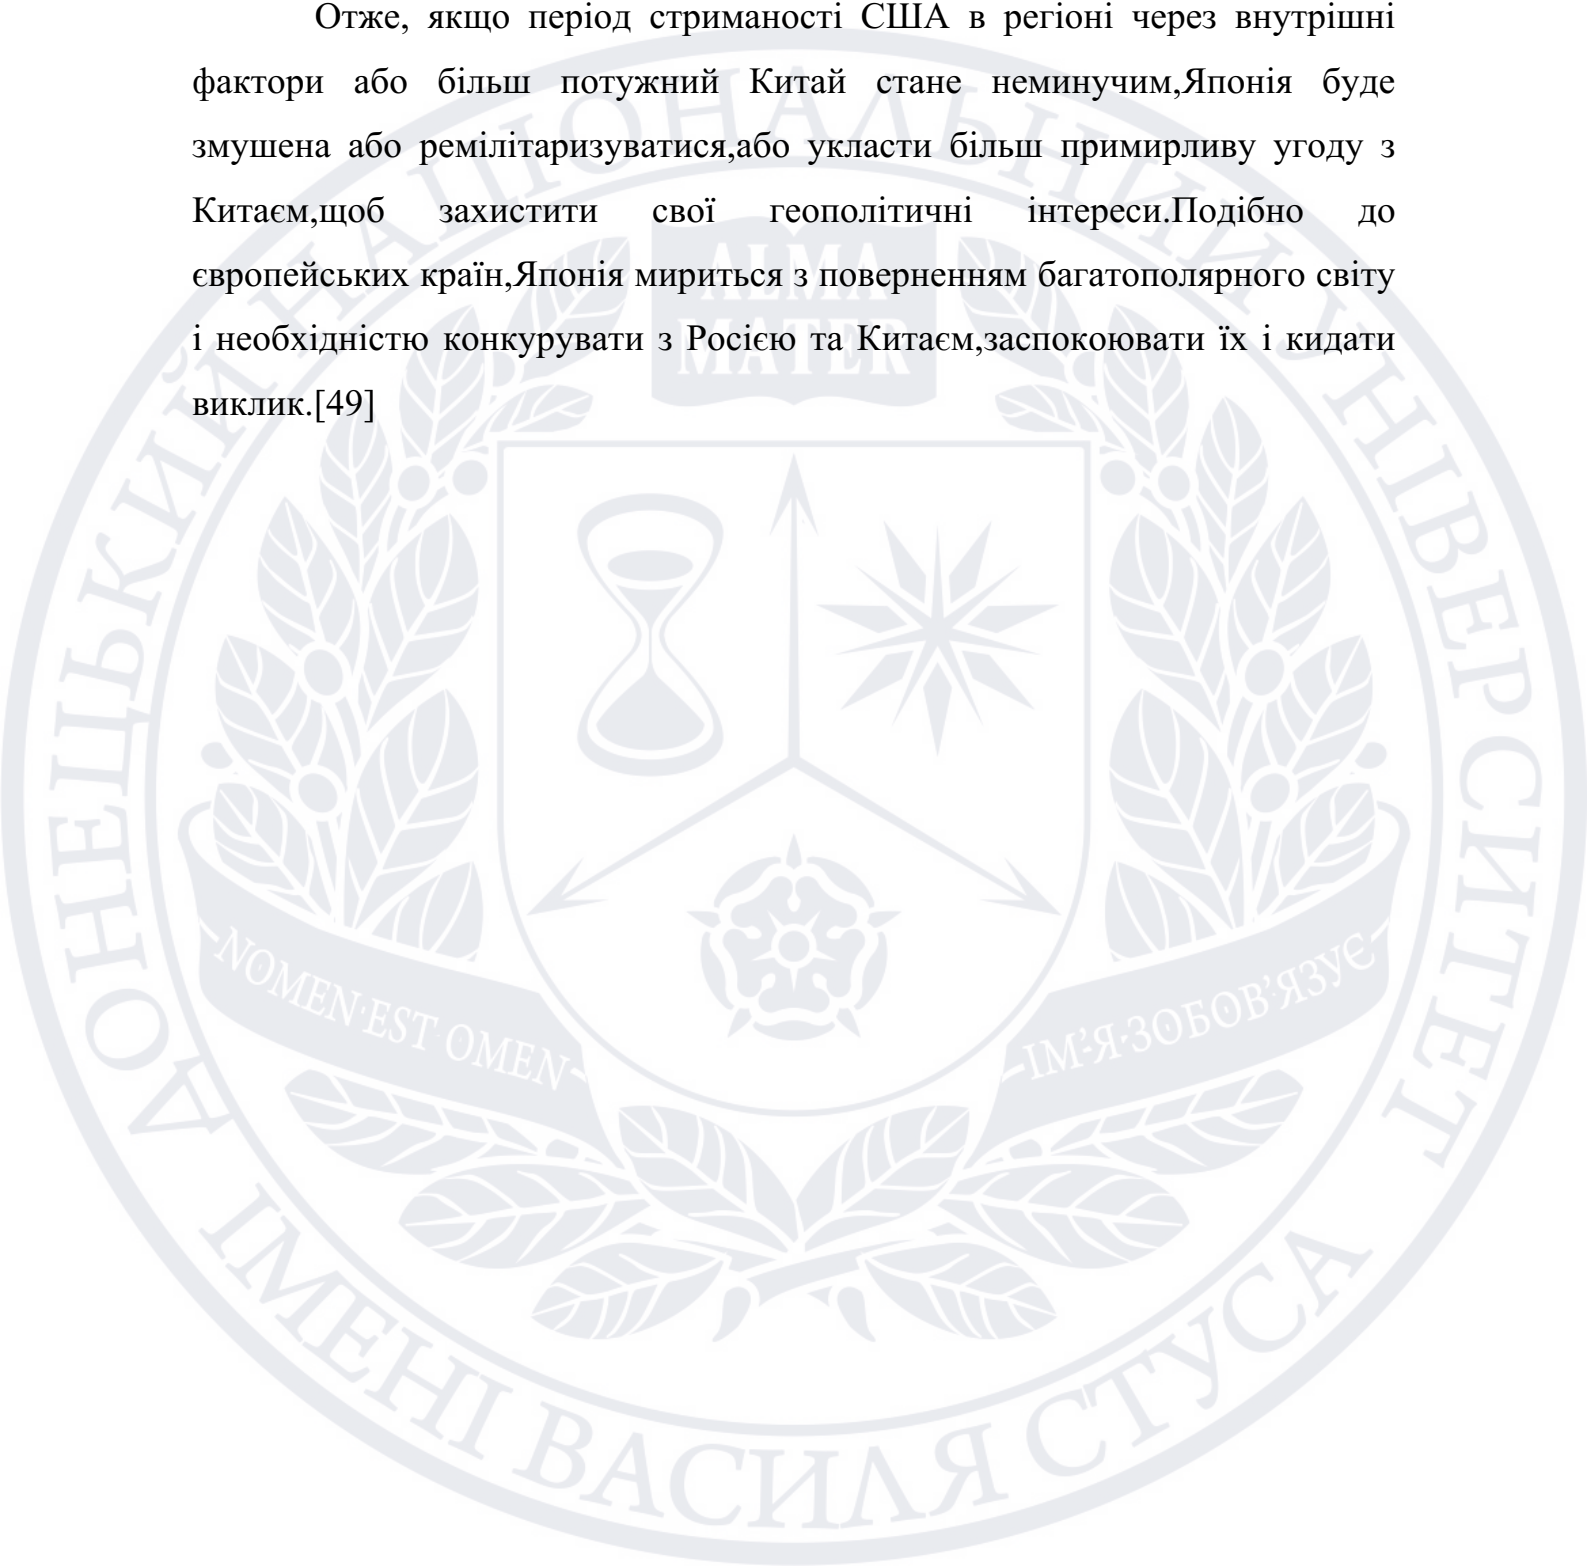 Отже, якщо період стриманості США в регіоні через внутрішні
фактори або більш потужний Китай стане неминучим,Японія буде
змушена або ремілітаризуватися,або укласти більш примирливу угоду з
Китаєм,щоб захистити свої геополітичні інтереси.Подібно до
європейських країн,Японія мириться з поверненням багатополярного світу
і необхідністю конкурувати з Росією та Китаєм,заспокоювати їх і кидати
виклик.[49]
ДОНЕЦЬКИЙ НАЦІОНАЛЬНИЙ УНІВЕРСИТЕТ
ІМЕНІ ВАСИЛЯ СТУСА
ALMA
MATER
NOMEN EST OMEN
ІМ'Я ЗОБОВ'ЯЗУЄ